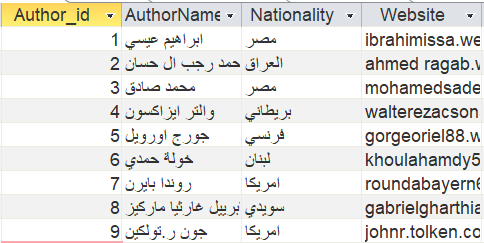 Author_id AuthorName Nationality Website
1 ابراهيم عيسي مصر ibrahimissa.we
2 حمد رجب ال حسان العراق ahmed ragab.w
3 محمد صادق مصر mohamedsade
4 والتر ايزاكسون بريطاني walterezacson
5 جورج اورويل فرنسي gorgeoriel88.w
6 خولة حمدي لبنان khoulahamdy5
7 روندا بايرن امريكا roundabayern6
8 برييل غارثيا ماركيز سويدي gabrielgharthia
9 جون ر.تولكين امريكا johnr.tolken.co